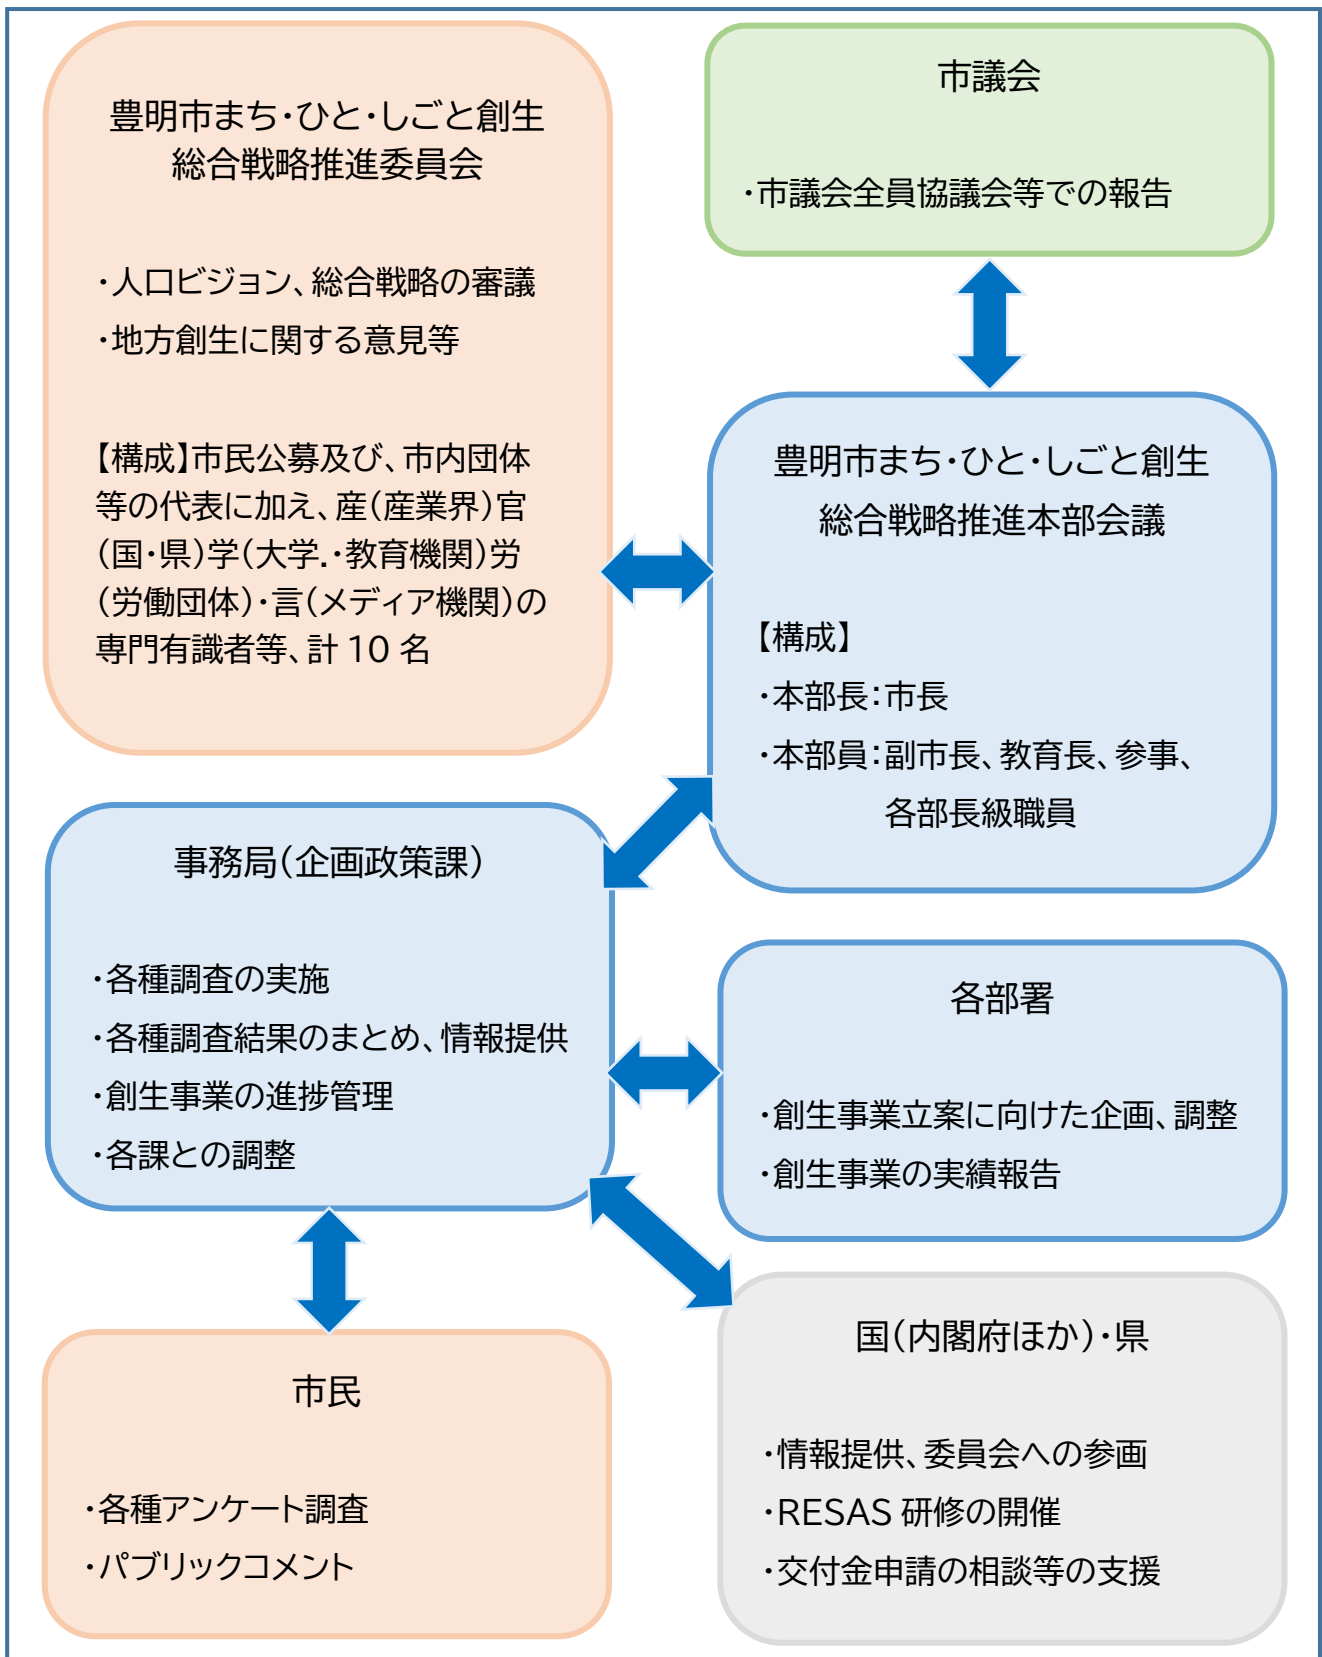 豊明市まち・ひと・しごと創生
総合戦略推進委員会
・人口ビジョン、総合戦略の審議
・地方創生に関する意見等
【構成】市民公募及び、市内団体
等の代表に加え、産(産業界)官
(国・県)学(大学.・教育機関)労
(労働団体)・言(メディア機関)の
専門有識者等、計 10 名
市議会
・市議会全員協議会等での報告
豊明市まち・ひと・しごと創生
総合戦略推進本部会議
【構成】
・本部長：市長
・本部員：副市長、教育長、参事、
各部長級職員
事務局(企画政策課)
・各種調査の実施
・各種調査結果のまとめ、情報提供
・創生事業の進捗管理
・各課との調整
各部署
・創生事業立案に向けた企画、調整
・創生事業の実績報告
市民
・各種アンケート調査
・パブリックコメント
国(内閣府ほか)・県
・情報提供、委員会への参画
・RESAS 研修の開催
・交付金申請の相談等の支援